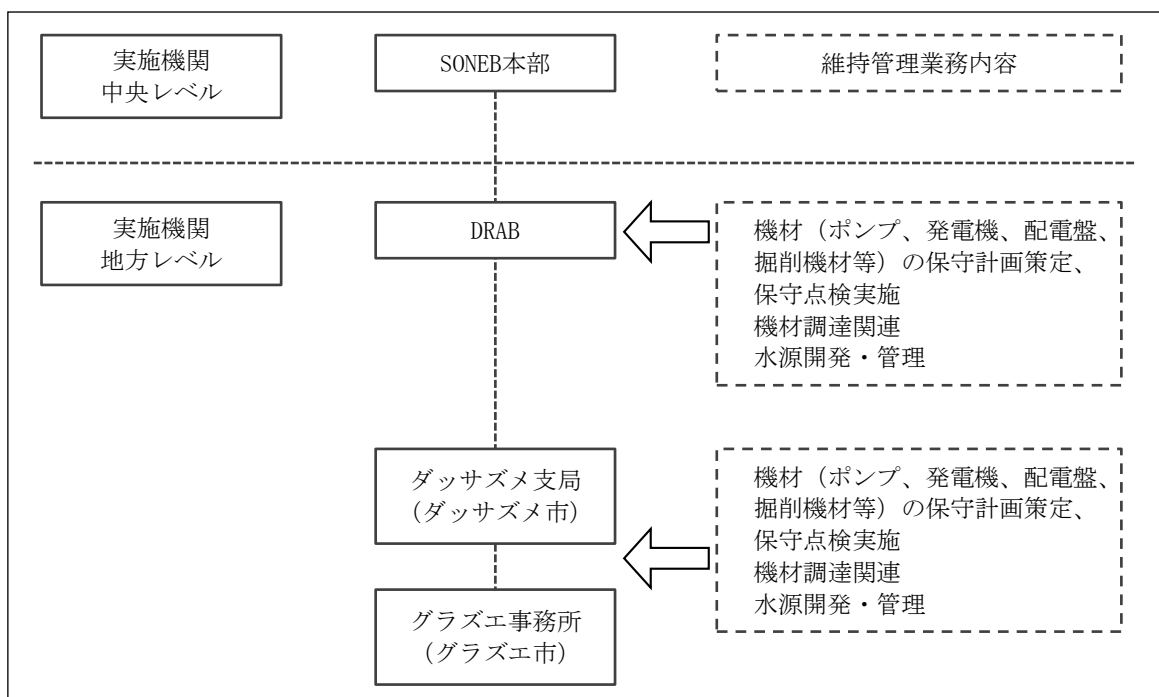 実施機関
中央レベル
SONEB本部
維持管理業務内容
実施機関
地方レベル
DRAB
機材（ポンプ、発電機、配電盤、
掘削機材等）の保守計画策定、
保守点検実施
機材調達関連
水源開発・管理
ダッサズメ支局
（ダッサズメ市）
機材（ポンプ、発電機、配電盤、
掘削機材等）の保守計画策定、
保守点検実施
機材調達関連
水源開発・管理
グラズエ事務所
（グラズエ市）